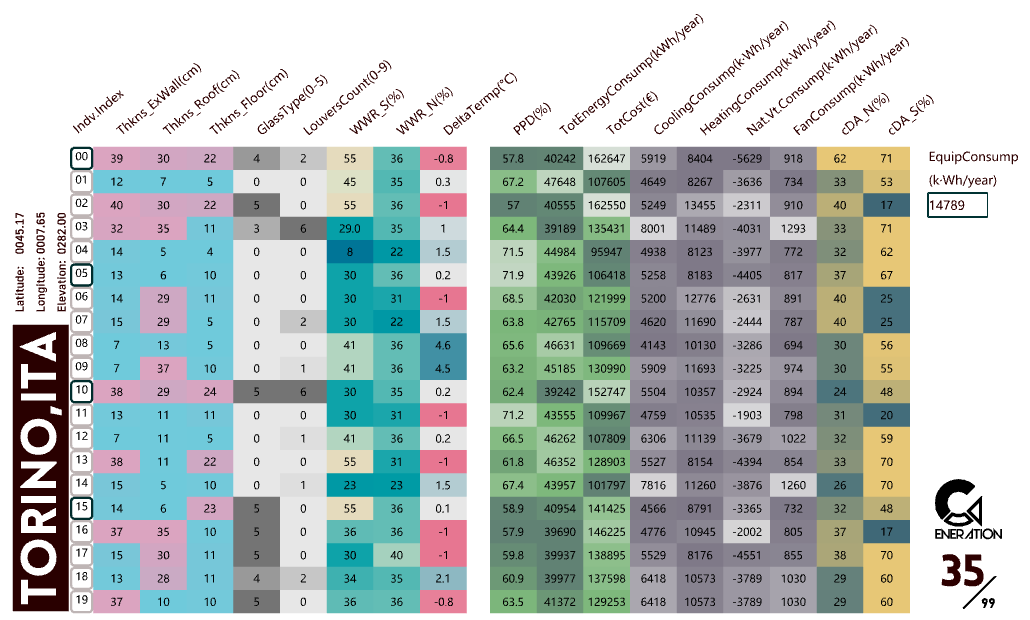 Indv.Index Thkns_ExWall(cm) Thkns_Roof(cm) Thkns_Floor(cm) GlassType(0-5) LouversCount(0-9) WWR_S(%) WWR_N(%) DeltaTermp(°C) PPD(%) TotEnergyConsump(kWh/year) TotCost(€) CoolingConsump(k·Wh/year) HeatingConsump(k·Wh/year) Nat.Vt.Consump(k·Wh/year) FanConsump(k·Wh/year) cDA_N(%) cDA_S(%)
00 39 30 22 4 2 55 36 -0.8 57.8 40242 162647 5919 8404 -5629 918 62 71
01 12 7 5 0 0 45 35 0.3 67.2 47648 107605 4649 8267 -3636 734 33 53
02 40 30 22 5 0 55 36 -1 57 40555 162550 5249 13455 -2311 910 40 17
03 32 35 11 3 6 29.0 36 1 64.4 39189 135431 8001 11489 -4031 1293 33 71
04 14 5 4 0 0 8 22 1.5 71.5 44984 95947 4938 8123 -3977 772 32 62
05 13 6 10 0 0 30 36 0.2 71.9 43926 106418 5258 8183 -4405 817 37 67
06 14 29 11 0 0 30 31 -1 68.5 42030 121999 5200 12776 -2631 891 40 25
07 15 29 5 0 2 30 22 1.5 63.8 42765 115709 4620 11690 -2444 787 40 25
08 7 13 5 0 0 41 36 4.6 65.6 46631 109669 4143 10130 -3286 694 30 56
09 7 37 10 0 1 41 36 4.5 63.2 45185 130990 5909 11693 -3225 974 30 55
10 38 29 24 5 6 30 35 0.2 62.4 39242 152747 5504 10357 -2924 894 24 48
11 13 11 11 0 0 30 31 -1 71.2 43555 109967 4759 10535 -1903 798 31 20
12 7 11 5 0 1 41 36 0.2 66.5 46262 107809 6306 11139 -3679 1022 32 59
13 38 11 22 0 0 55 31 -1 61.8 46352 128903 5527 8154 -4394 854 33 70
14 15 5 10 0 1 23 23 1.5 67.4 43957 101797 7816 11260 -3876 1260 26 70
15 14 6 23 5 0 55 36 0.1 58.9 40954 141425 4566 8791 -3365 732 32 48
16 37 35 10 5 0 36 36 -1 57.9 39690 146225 4776 10945 -2002 805 37 17
17 15 30 11 5 0 30 40 -1 59.8 39937 138895 5529 8176 -4551 855 38 70
18 13 28 11 4 2 34 35 2.1 60.9 39977 137598 6418 10573 -3789 1030 29 60
19 37 10 10 5 0 36 36 -0.8 63.5 41372 129253 6418 10573 -3789 1030 29 60
EquipConsump
(k·Wh/year)
14789
Latitude: 0045.17
Longitude: 0007.65
Elevation: 0282.00
TORINO,ITA
ENERATION
35/99